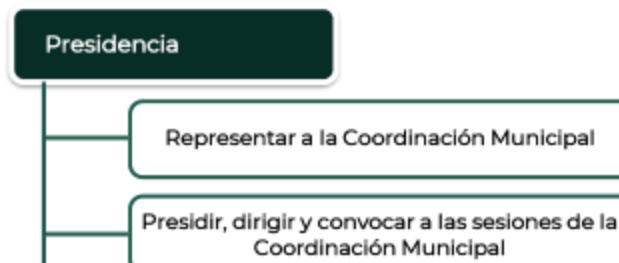 Presidencia
Representar a la Coordinación Municipal
Presidir, dirigir y convocar a las sesiones de la
Coordinación Municipal